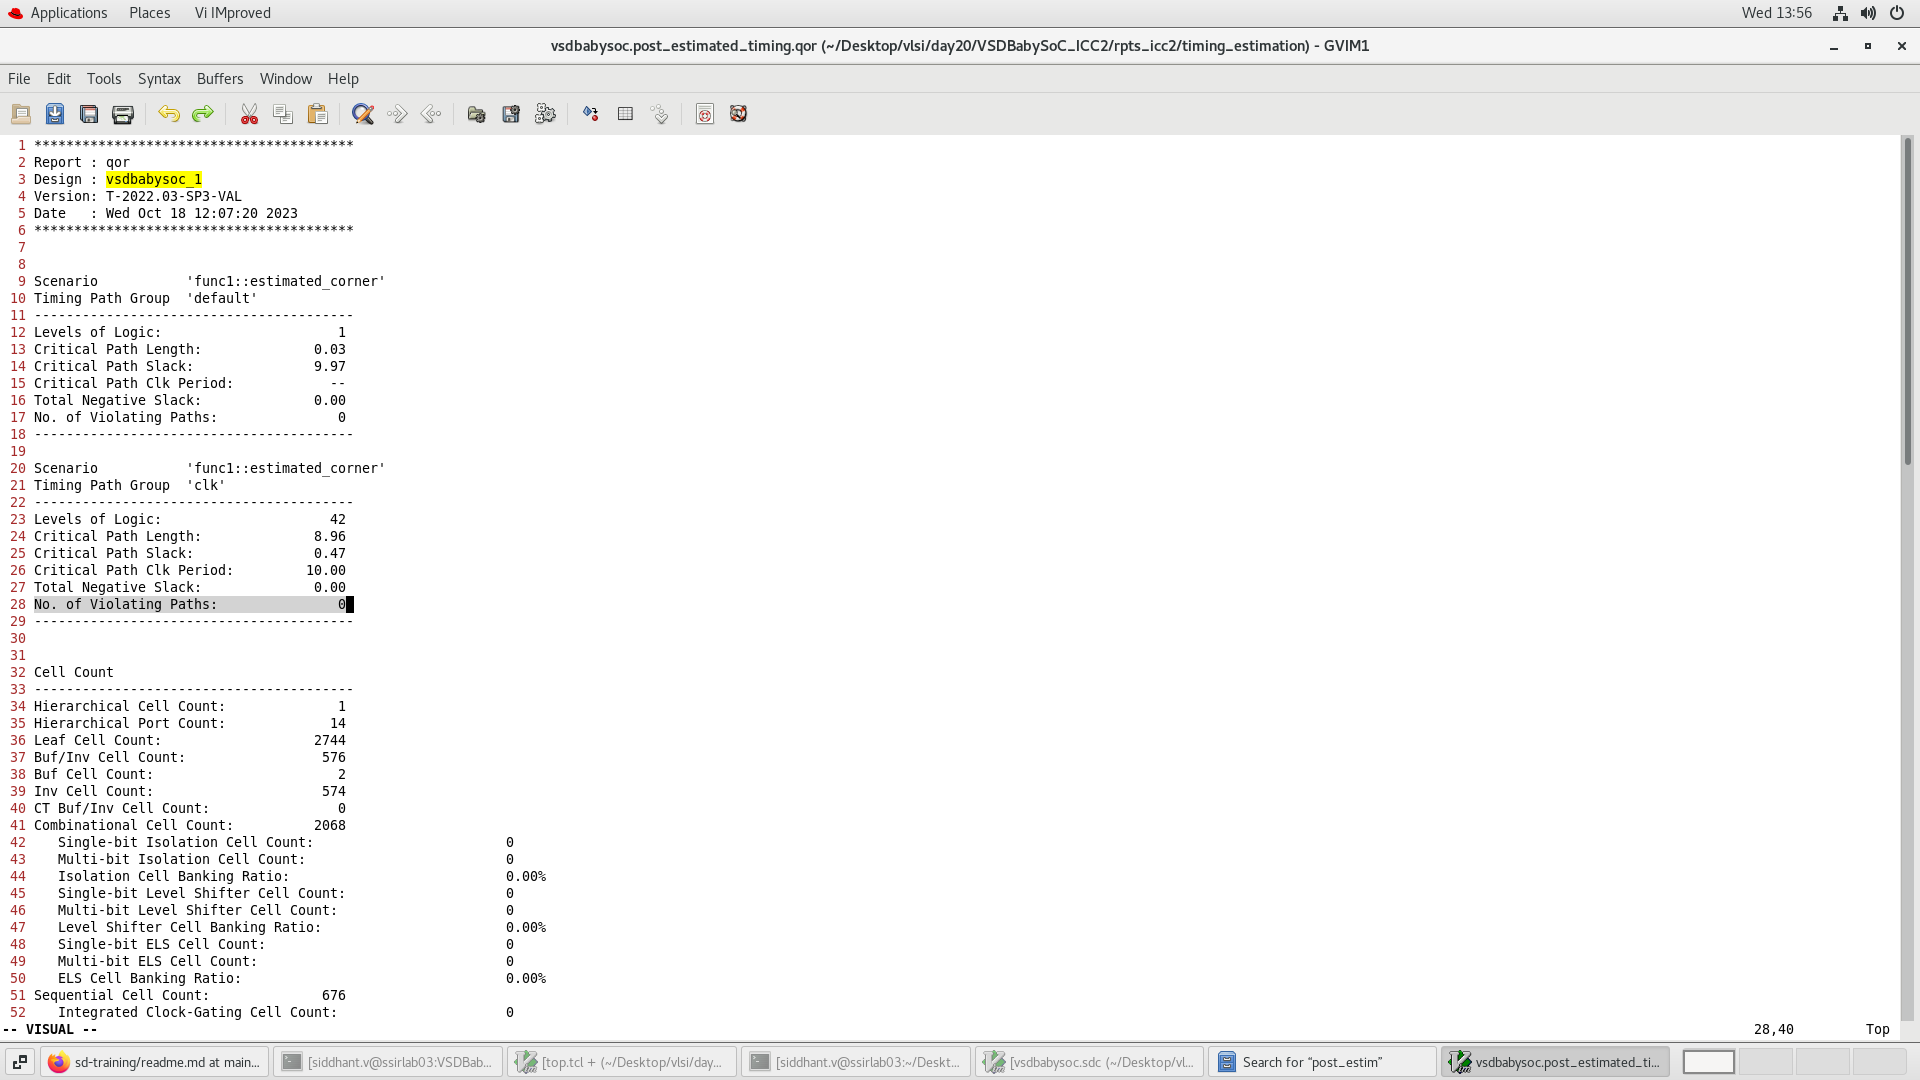 Applications Places Vi IMproved Wed 13:56
vsdbabysoc.post_estimated_timing.qor (~/Desktop/vlsi/day20/VSDBabySoC_ICC2/rpts_icc2/timing_estimation) - GVIM1
File Edit Tools Syntax Buffers Window Help
1 ****************************************
2 Report : qor
3 Design : vsdbabysoc_1
4 Version: T-2022.03-SP3-VAL
5 Date   : Wed Oct 18 12:07:20 2023
6 ****************************************
7
8
9 Scenario           'func1::estimated_corner'
10 Timing Path Group  'default'
11 ----------------------------------------
12 Levels of Logic:                      1
13 Critical Path Length:              0.03
14 Critical Path Slack:               9.97
15 Critical Path Clk Period:            --
16 Total Negative Slack:              0.00
17 No. of Violating Paths:               0
18 ----------------------------------------
19
20 Scenario           'func1::estimated_corner'
21 Timing Path Group  'clk'
22 ----------------------------------------
23 Levels of Logic:                     42
24 Critical Path Length:              8.96
25 Critical Path Slack:               0.47
26 Critical Path Clk Period:         10.00
27 Total Negative Slack:              0.00
28 No. of Violating Paths:               0
29 ----------------------------------------
30
31
32 Cell Count
33 ----------------------------------------
34 Hierarchical Cell Count:              1
35 Hierarchical Port Count:             14
36 Leaf Cell Count:                   2744
37 Buf/Inv Cell Count:                 576
38 Buf Cell Count:                       2
39 Inv Cell Count:                     574
40 CT Buf/Inv Cell Count:                0
41 Combinational Cell Count:          2068
42    Single-bit Isolation Cell Count:                        0
43    Multi-bit Isolation Cell Count:                         0
44    Isolation Cell Banking Ratio:                           0.00%
45    Single-bit Level Shifter Cell Count:                    0
46    Multi-bit Level Shifter Cell Count:                     0
47    Level Shifter Cell Banking Ratio:                       0.00%
48    Single-bit ELS Cell Count:                              0
49    Multi-bit ELS Cell Count:                               0
50    ELS Cell Banking Ratio:                                 0.00%
51 Sequential Cell Count:              676
52    Integrated Clock-Gating Cell Count:                     0
-- VISUAL -- 28,40 Top
sd-training/readme.md at main... [siddhant.v@ssirlab03:VSDBab... [top.tcl + (~/Desktop/vlsi/day... [siddhant.v@ssirlab03:~/Deskt... [vsdbabysoc.sdc (~/Desktop/vl... Search for “post_estim” vsdbabysoc.post_estimated_ti...